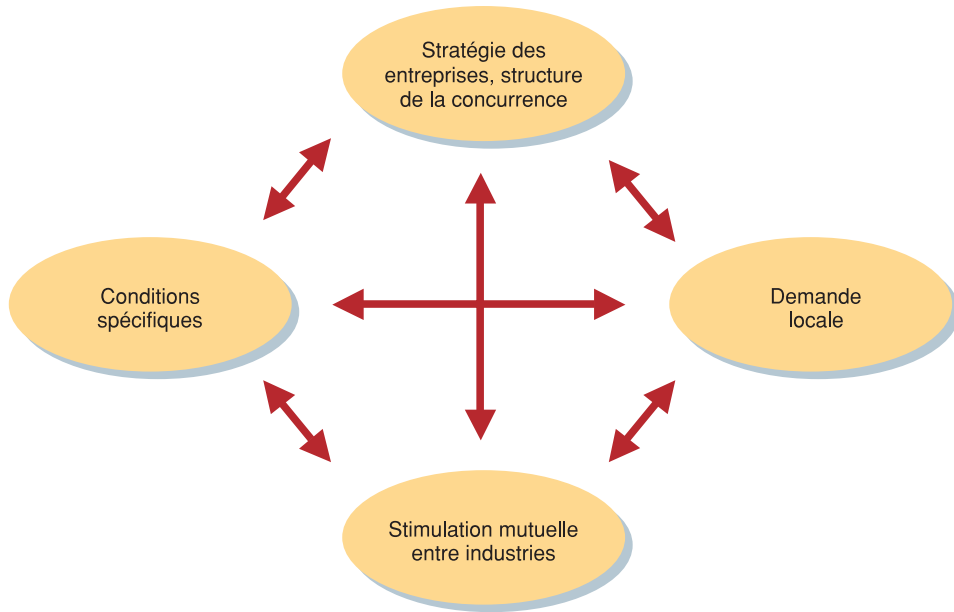 Stratégie des
entreprises, structure
de la concurrence
Conditions
spécifiques
Demande
locale
Stimulation mutuelle
entre industries